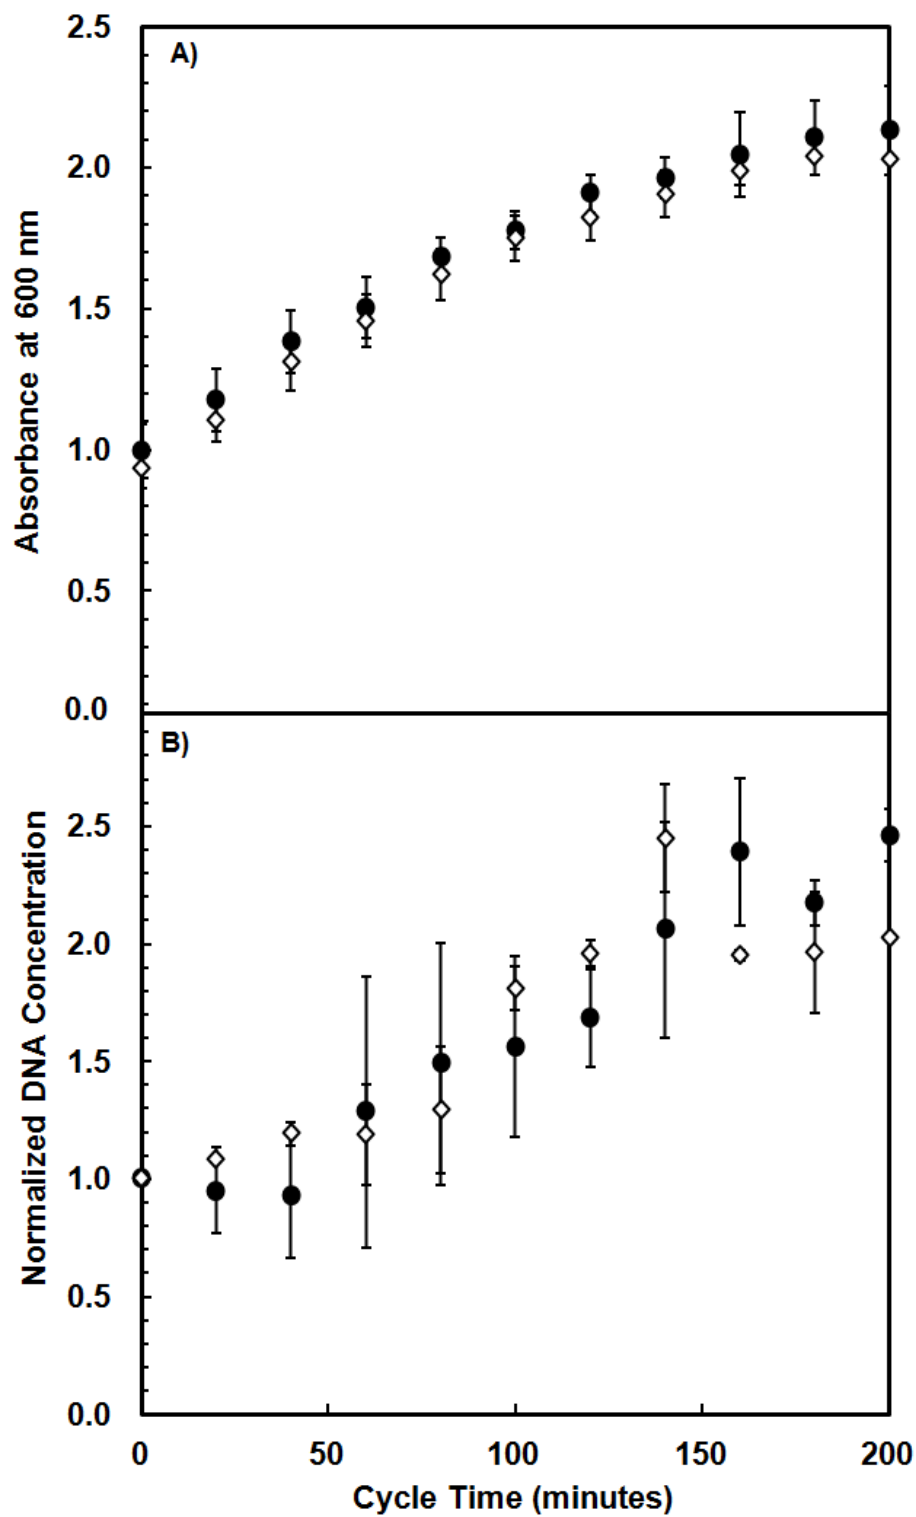 A)
2.5
2.0
1.5
1.0
0.5
0.0
Absorbance at 600 nm
B)
2.5
2.0
1.5
1.0
0.5
0.0
Normalized DNA Concentration
0 50 100 150 200
Cycle Time (minutes)